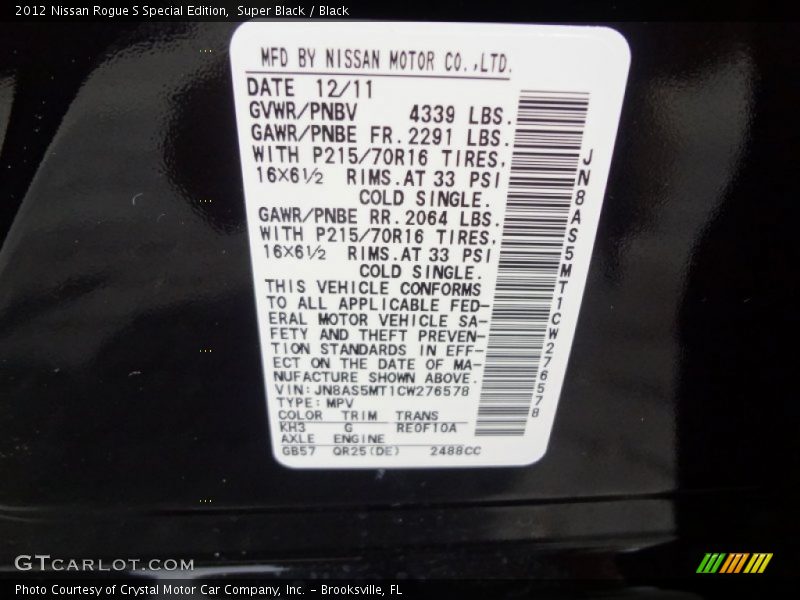 2012 Nissan Rogue S Special Edition, Super Black / Black
MFD BY NISSAN MOTOR CO.,LTD.
DATE 12/11
GVWR/PNBV 4339 LBS.
GAWR/PNBE FR.2291 LBS.
WITH P215/70R16 TIRES,
16X6½ RIMS.AT 33 PSI
COLD SINGLE.
GAWR/PNBE RR.2064 LBS.
WITH P215/70R16 TIRES,
16X6½ RIMS.AT 33 PSI
COLD SINGLE.
THIS VEHICLE CONFORMS
TO ALL APPLICABLE FED-
ERAL MOTOR VEHICLE SA-
FETY AND THEFT PREVEN-
TION STANDARDS IN EFF-
ECT ON THE DATE OF MA-
NUFACTURE SHOWN ABOVE.
VIN:JN8AS5MT1CW276578
TYPE:MPV
COLOR TRIM TRANS
KH3 G RE0F10A
AXLE ENGINE
GB57 QR25(DE) 2488CC
JN8AS5MT1CW276578
GTCARLOT.COM
Photo Courtesy of Crystal Motor Car Company, Inc. - Brooksville, FL